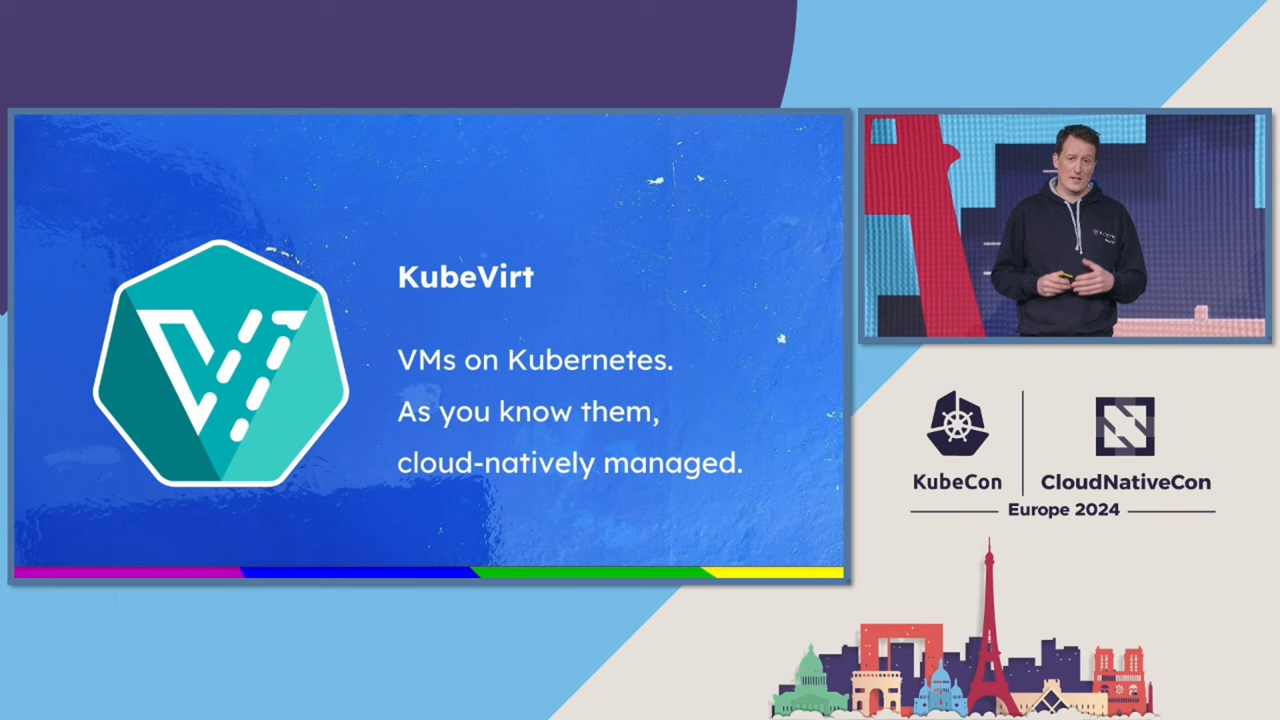 KubeVirt
VMs on Kubernetes.
As you know them,
cloud-natively managed.
KubeCon
CloudNativeCon
Europe 2024